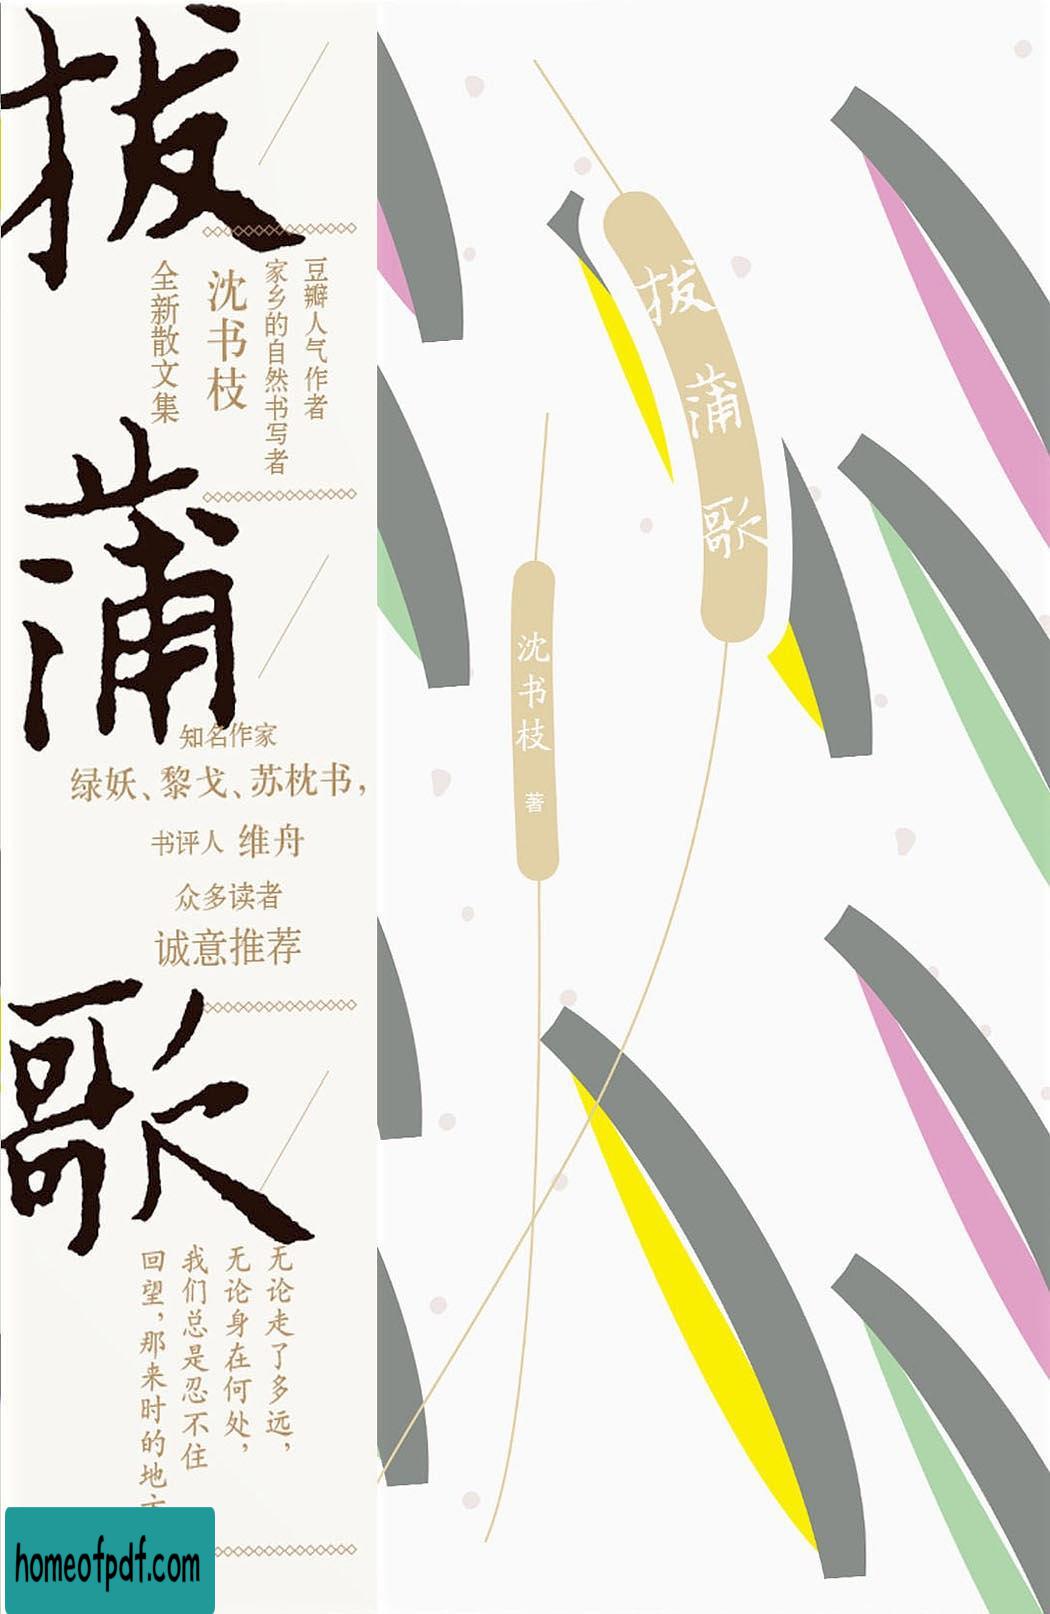 拔蒲歌
豆瓣人气作者
家乡的自然书写者
沈书枝
全新散文集
知名作家
绿妖、黎戈、苏枕书，
书评人 维舟
众多读者
诚意推荐
无论走了多远，
无论身在何处，
我们总是忍不住
回望，那来时的地
homeofpdf.com
拔蒲歌
沈书枝 著